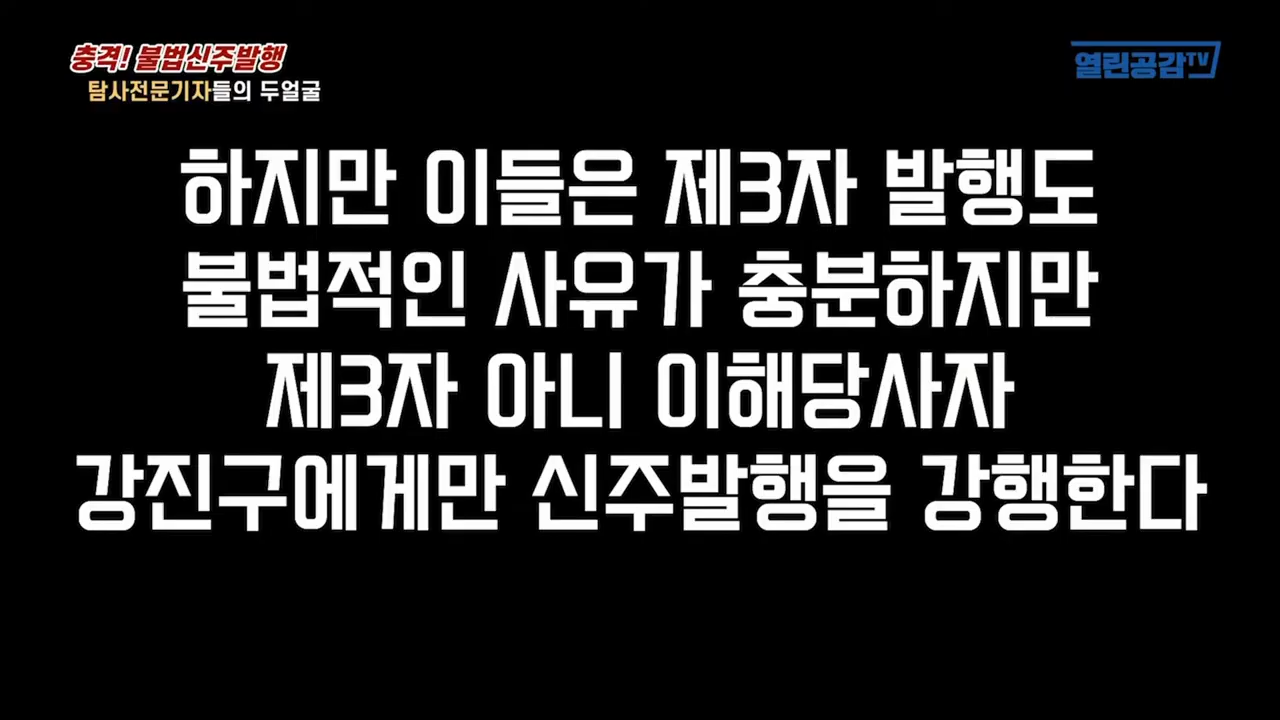 충격! 불법신주발행
탐사전문기자들의 두얼굴
열린공감TV
하지만 이들은 제3자 발행도
불법적인 사유가 충분하지만
제3자 아니 이해당사자
강진구에게만 신주발행을 강행한다